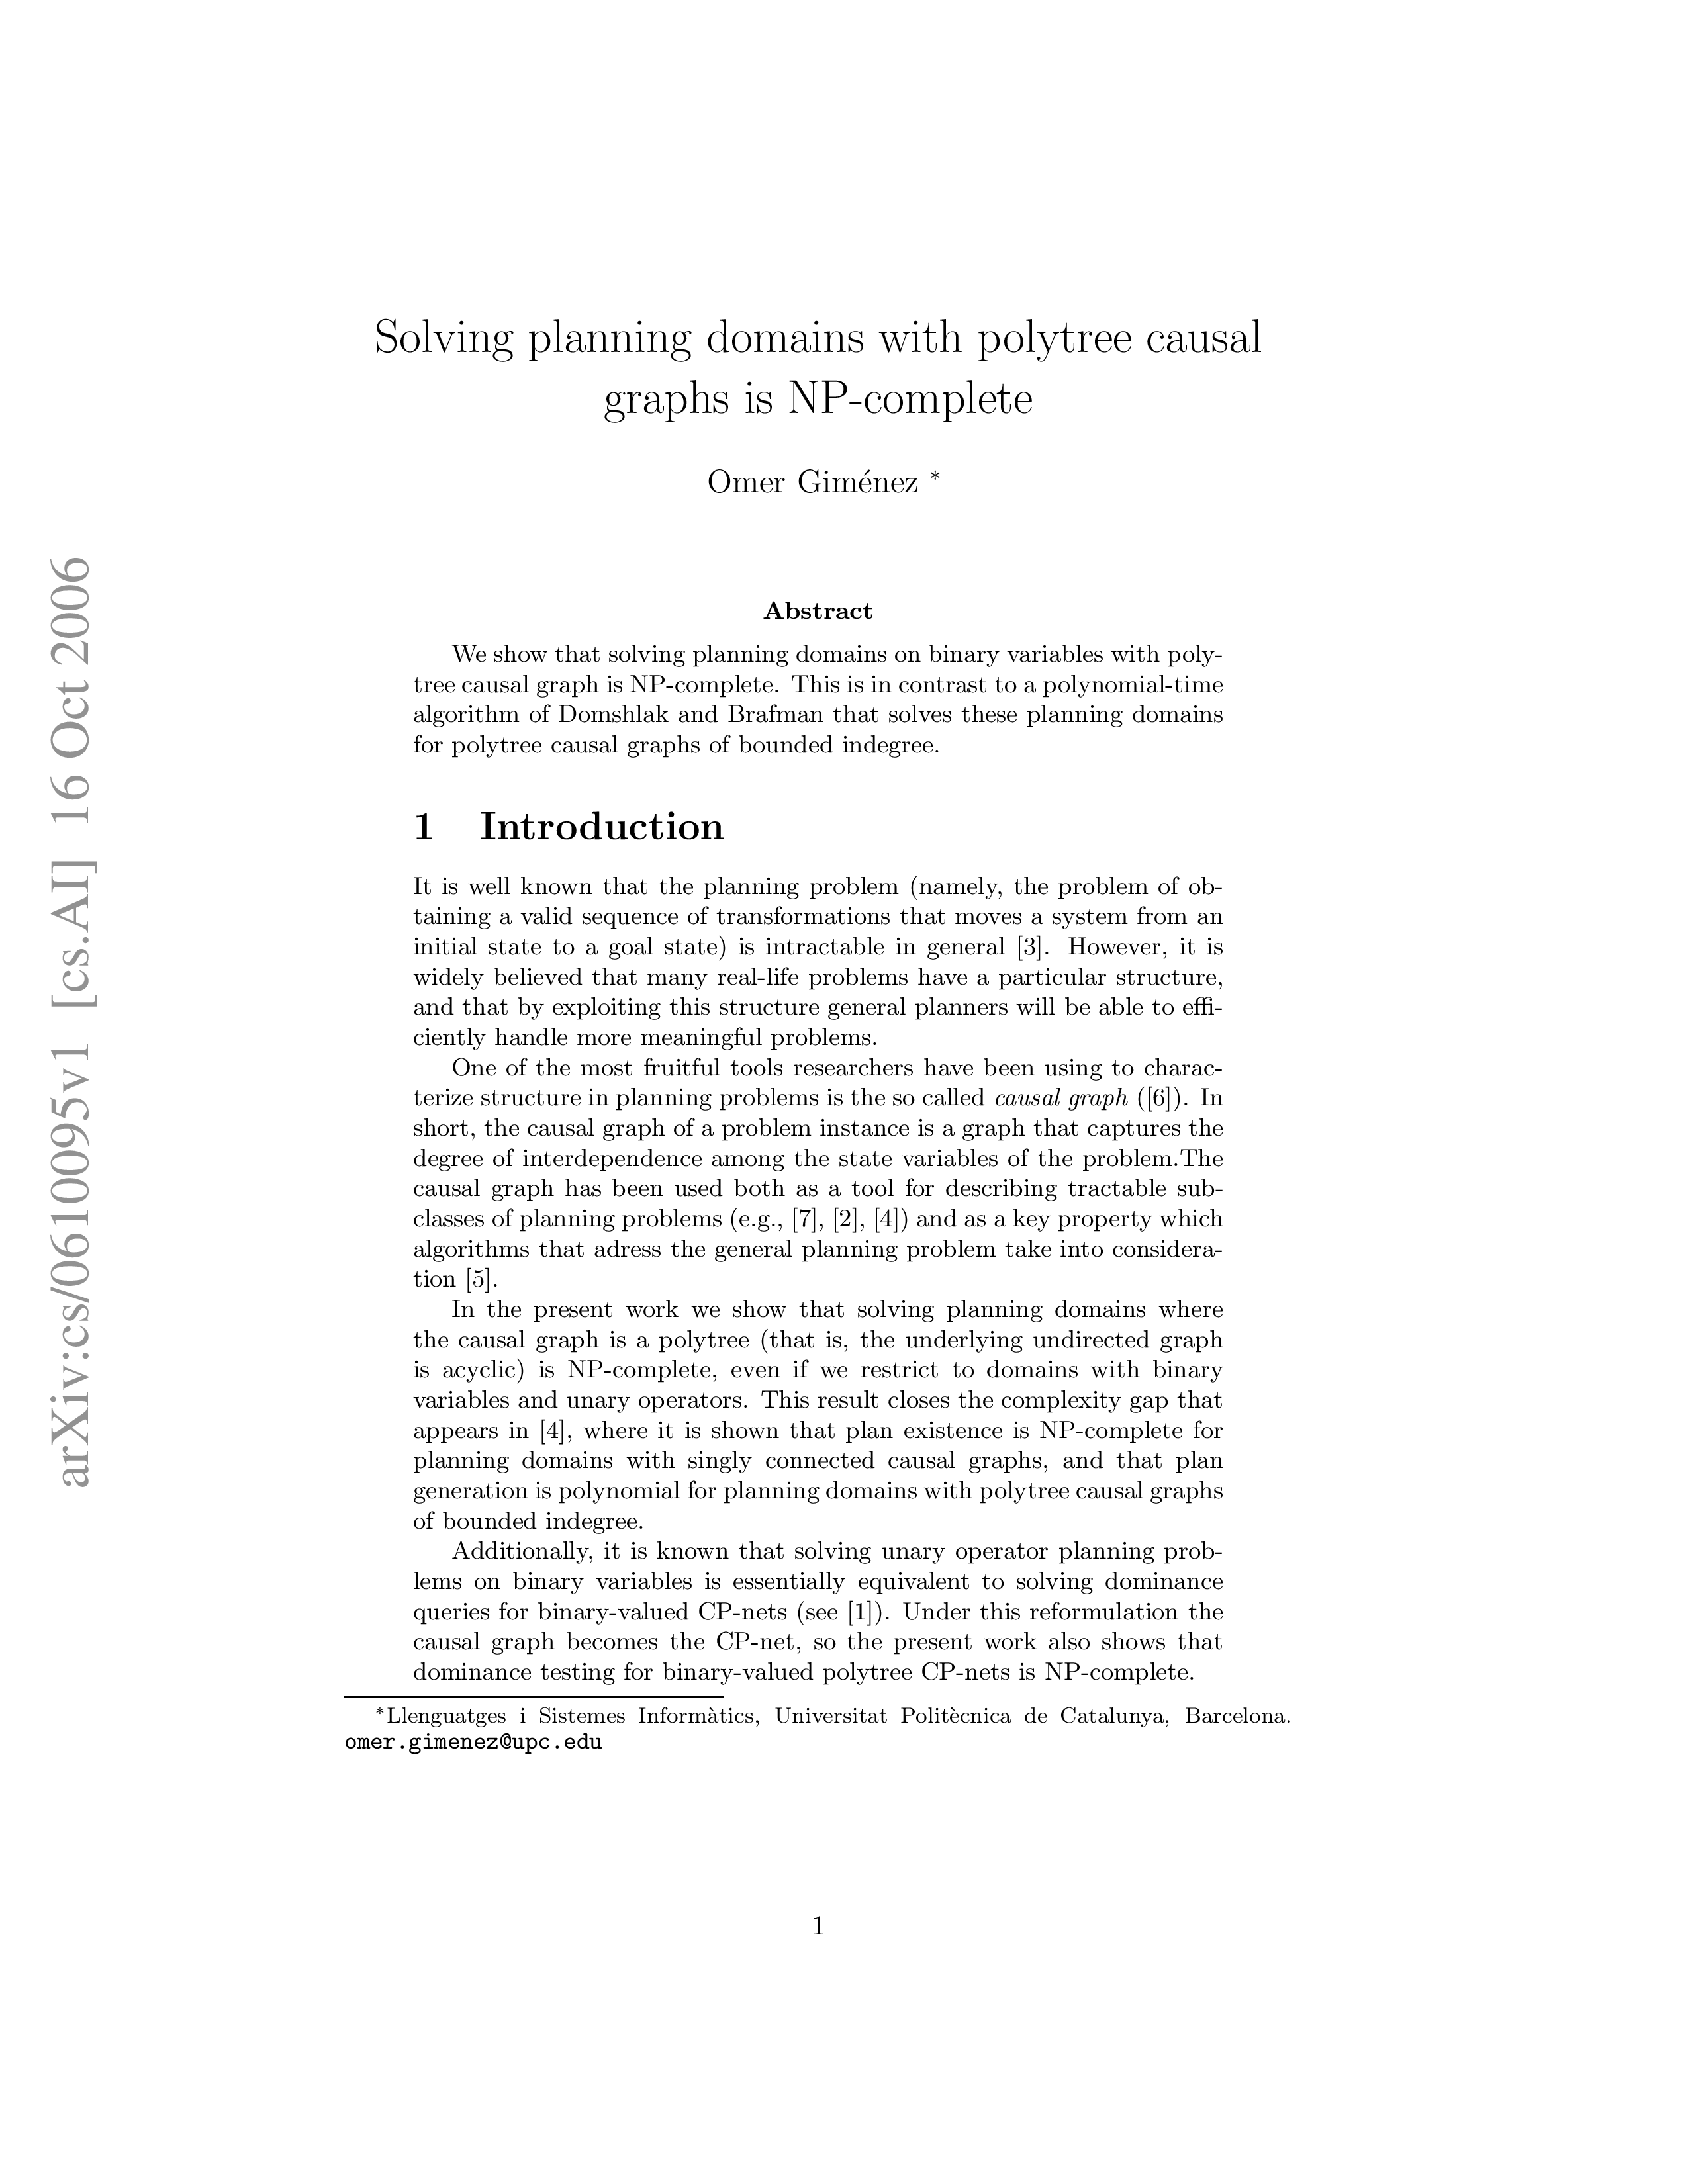 arXiv:cs/0610095v1 [cs.AI] 16 Oct 2006
Solving planning domains with polytree causal
graphs is NP-complete
Omer Giménez *
Abstract
We show that solving planning domains on binary variables with poly-
tree causal graph is NP-complete. This is in contrast to a polynomial-time
algorithm of Domshlak and Brafman that solves these planning domains
for polytree causal graphs of bounded indegree.
1 Introduction
It is well known that the planning problem (namely, the problem of ob-
taining a valid sequence of transformations that moves a system from an
initial state to a goal state) is intractable in general [3]. However, it is
widely believed that many real-life problems have a particular structure,
and that by exploiting this structure general planners will be able to effi-
ciently handle more meaningful problems.
One of the most fruitful tools researchers have been using to charac-
terize structure in planning problems is the so called causal graph ([6]). In
short, the causal graph of a problem instance is a graph that captures the
degree of interdependence among the state variables of the problem.The
causal graph has been used both as a tool for describing tractable sub-
classes of planning problems (e.g., [7], [2], [4]) and as a key property which
algorithms that adress the general planning problem take into considera-
tion [5].
In the present work we show that solving planning domains where
the causal graph is a polytree (that is, the underlying undirected graph
is acyclic) is NP-complete, even if we restrict to domains with binary
variables and unary operators. This result closes the complexity gap that
appears in [4], where it is shown that plan existence is NP-complete for
planning domains with singly connected causal graphs, and that plan
generation is polynomial for planning domains with polytree causal graphs
of bounded indegree.
Additionally, it is known that solving unary operator planning prob-
lems on binary variables is essentially equivalent to solving dominance
queries for binary-valued CP-nets (see [1]). Under this reformulation the
causal graph becomes the CP-net, so the present work also shows that
dominance testing for binary-valued polytree CP-nets is NP-complete.
*Llenguatges i Sistemes Informàtics, Universitat Politècnica de Catalunya, Barcelona.
omer.gimenez@upc.edu
1